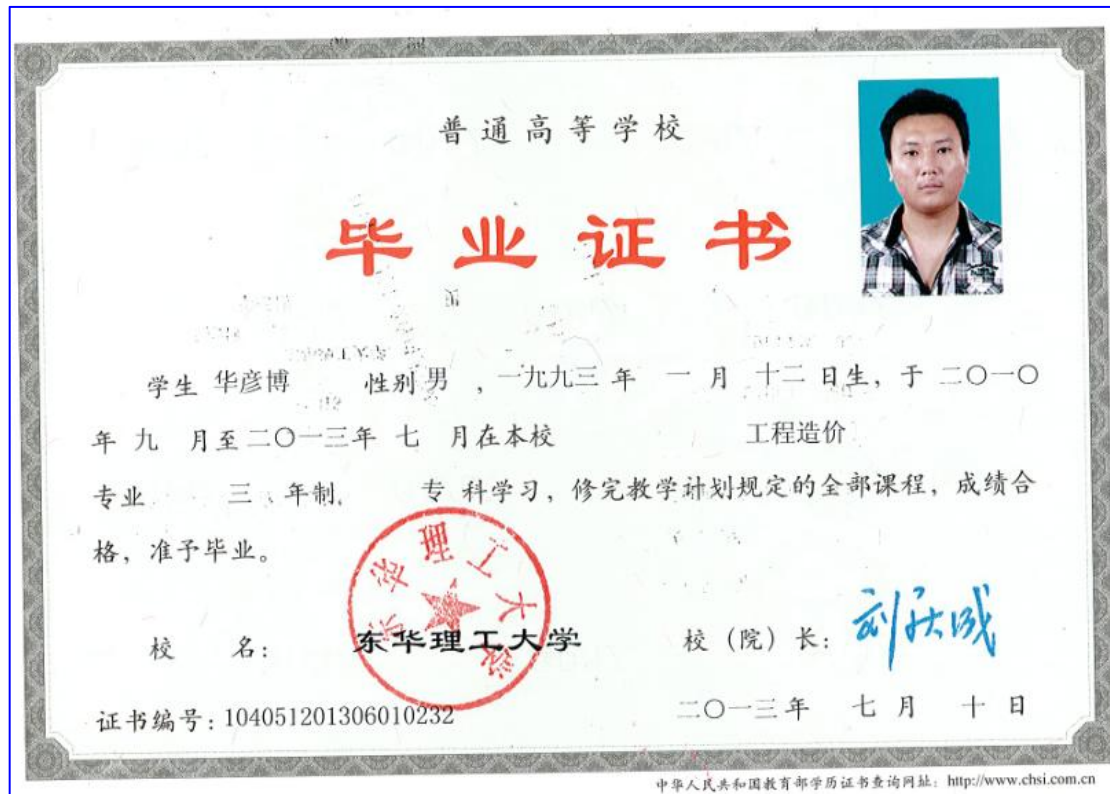 普通高等学校
毕业证书
学生 华彦博 性别 男 ,一九九三 年 一 月 十二 日生, 于 二〇一〇
年 九 月至二〇一三年 七 月在本校 工程造价
专业 三 年制, 专 科学习, 修完教学计划规定的全部课程, 成绩合
格, 准予毕业。
东华理工大学
校 名: 东华理工大学 校 (院) 长: 
证书编号: 104051201306010232 二〇一三年 七 月 十 日
中华人民共和国教育部学历证书查询网址: http://www.chsi.com.cn